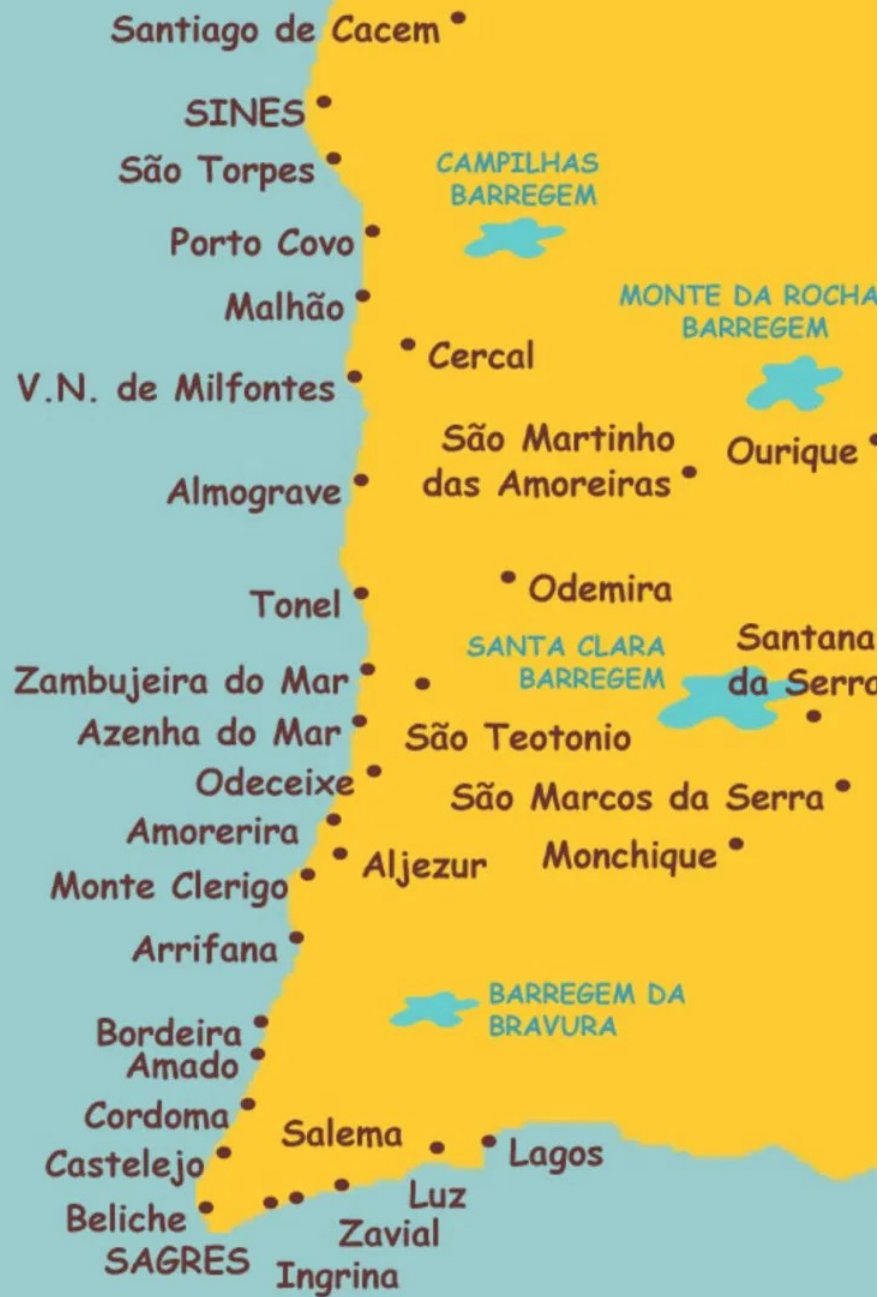 Santiago de Cacem
SINES
São Torpes
CAMPILHAS
BARREGEM
Porto Covo
MONTE DA ROCHA
BARREGEM
Malhão
Cercal
V.N. de Milfontes
São Martinho
das Amoreiras
Ourique
Almograve
Odemira
Tonel
SANTA CLARA
BARREGEM
Santana
da Serra
Zambujeira do Mar
Azenha do Mar
São Teotonio
Odeceixe
São Marcos da Serra
Amorerira
Aljezur
Monchique
Monte Clerigo
Arrifana
BARREGEM DA
BRAVURA
Bordeira
Amado
Cordoma
Salema
Lagos
Castelejo
Luz
Beliche
Zavial
SAGRES
Ingrina